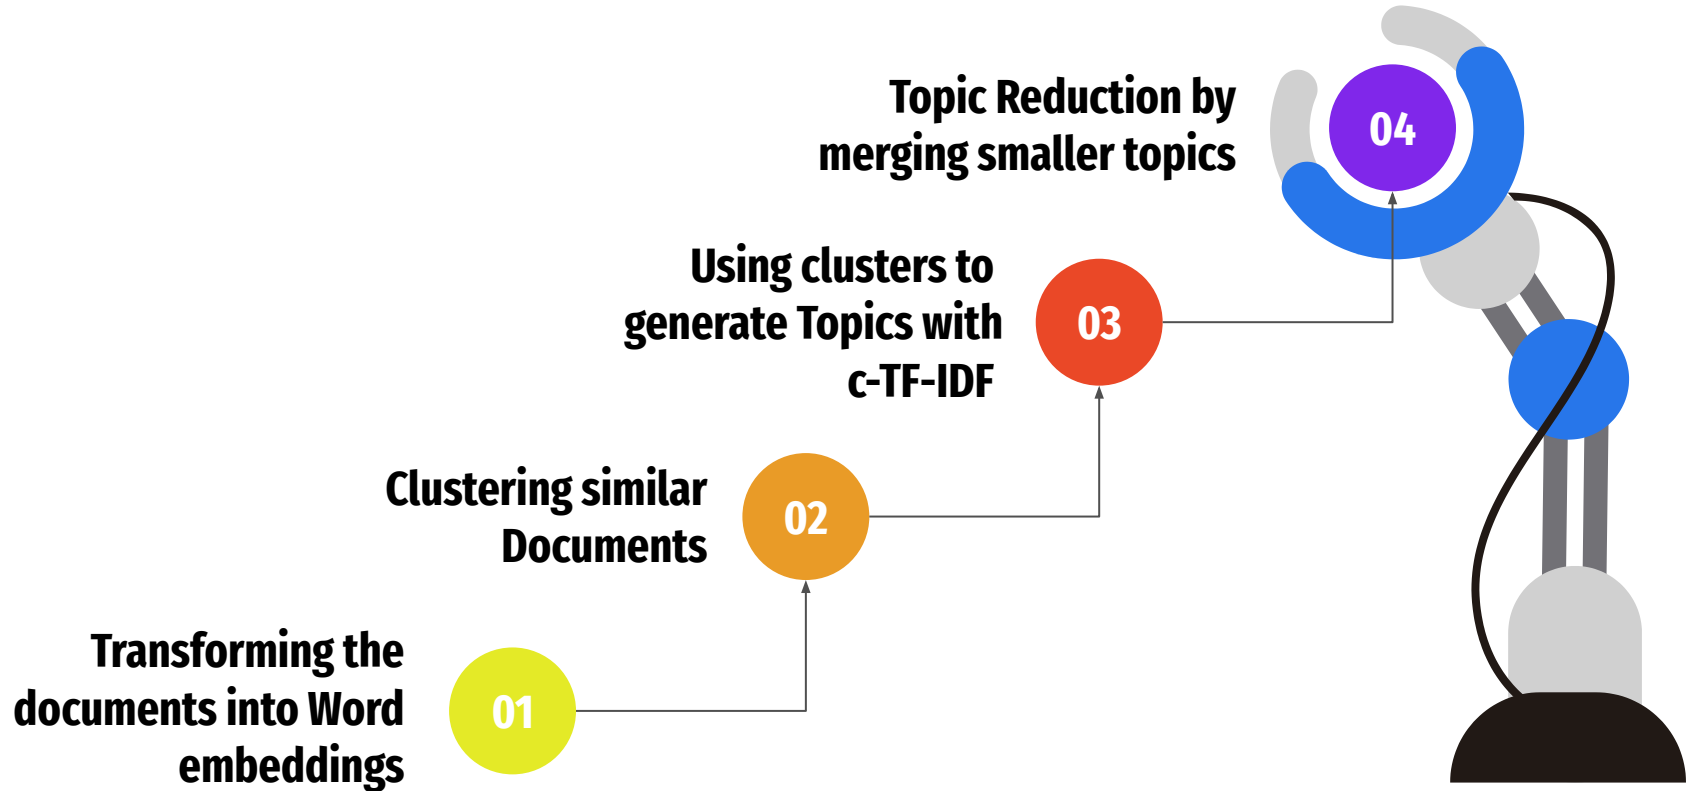 Topic Reduction by
merging smaller topics
04
Using clusters to
generate Topics with
c-TF-IDF
03
Clustering similar
Documents
02
Transforming the
documents into Word
embeddings
01